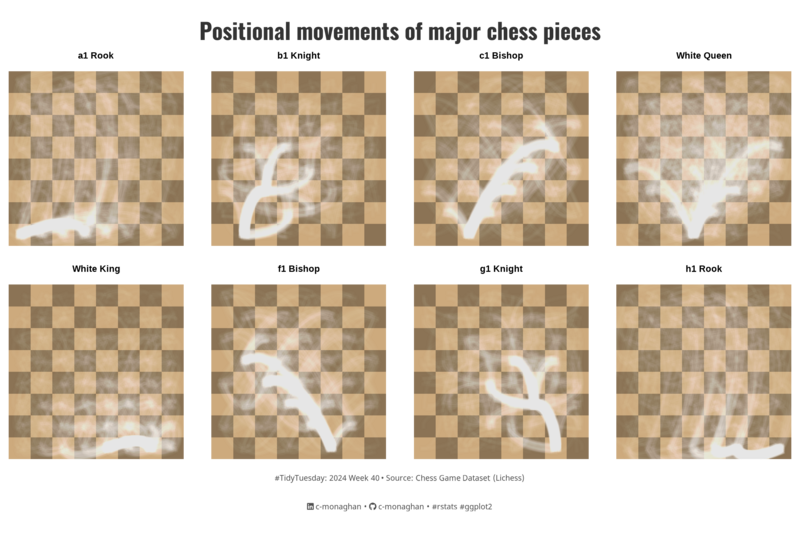 Positional movements of major chess pieces
a1 Rook
b1 Knight
c1 Bishop
White Queen
White King
f1 Bishop
g1 Knight
h1 Rook
#TidyTuesday: 2024 Week 40 • Source: Chess Game Dataset (Lichess)
c-monaghan • c-monaghan • #rstats #ggplot2